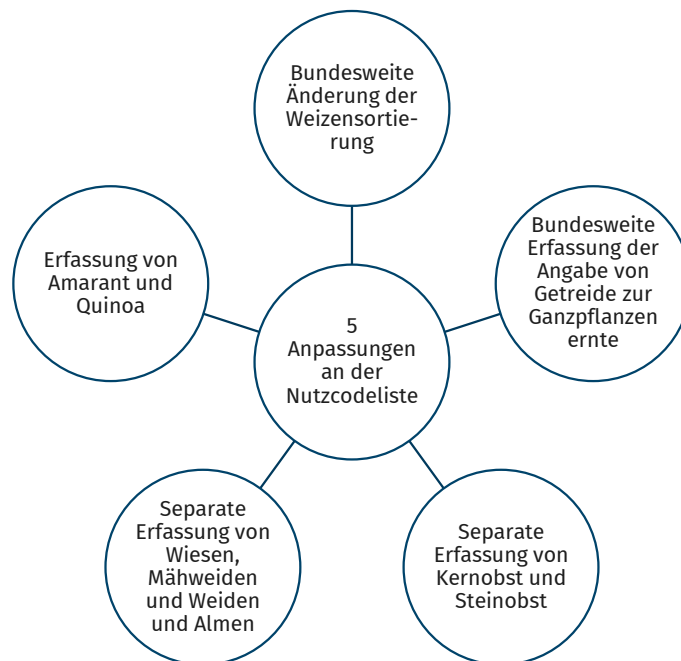 Bundesweite
Änderung der
Weizensortie-
rung
Bundesweite
Erfassung der
Angabe von
Getreide zur
Ganzpflanzen
ernte
Erfassung von
Amarant und
Quinoa
5
Anpassungen
an der
Nutzcodeliste
Separate
Erfassung von
Wiesen,
Mähweiden
und Weiden
und Almen
Separate
Erfassung von
Kernobst und
Steinobst